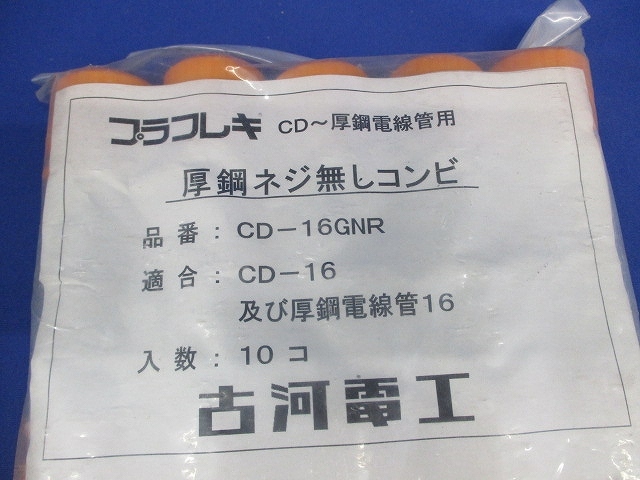 プラフレキ CD〜厚鋼電線管用
厚鋼ネジ無しコンビ
品番: CD-16GNR
適合: CD-16
及び厚鋼電線管16
入数: 10コ
古河電工